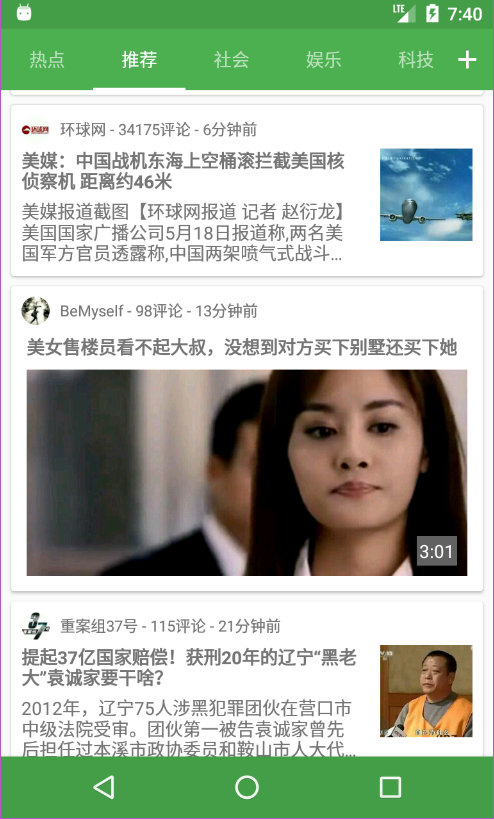 LTE 7:40
热点 推荐 社会 娱乐 科技 +
环球网 环球网 - 34175评论 - 6分钟前
美媒：中国战机东海上空桶滚拦截美国核
侦察机 距离约46米
美媒报道截图【环球网报道 记者 赵衍龙】
美国国家广播公司5月18日报道称,两名美
国军方官员透露称,中国两架喷气式战斗...
BeMyself - 98评论 - 13分钟前
美女售楼员看不起大叔，没想到对方买下别墅还买下她
3:01
37 重案组37号 - 115评论 - 21分钟前
提起37亿国家赔偿！获刑20年的辽宁“黑老
大”袁诚家要干啥？
2012年，辽宁75人涉黑犯罪团伙在营口市
中级法院受审。团伙第一被告袁诚家曾先
后担任过本溪市政协委员和鞍山市人大代...